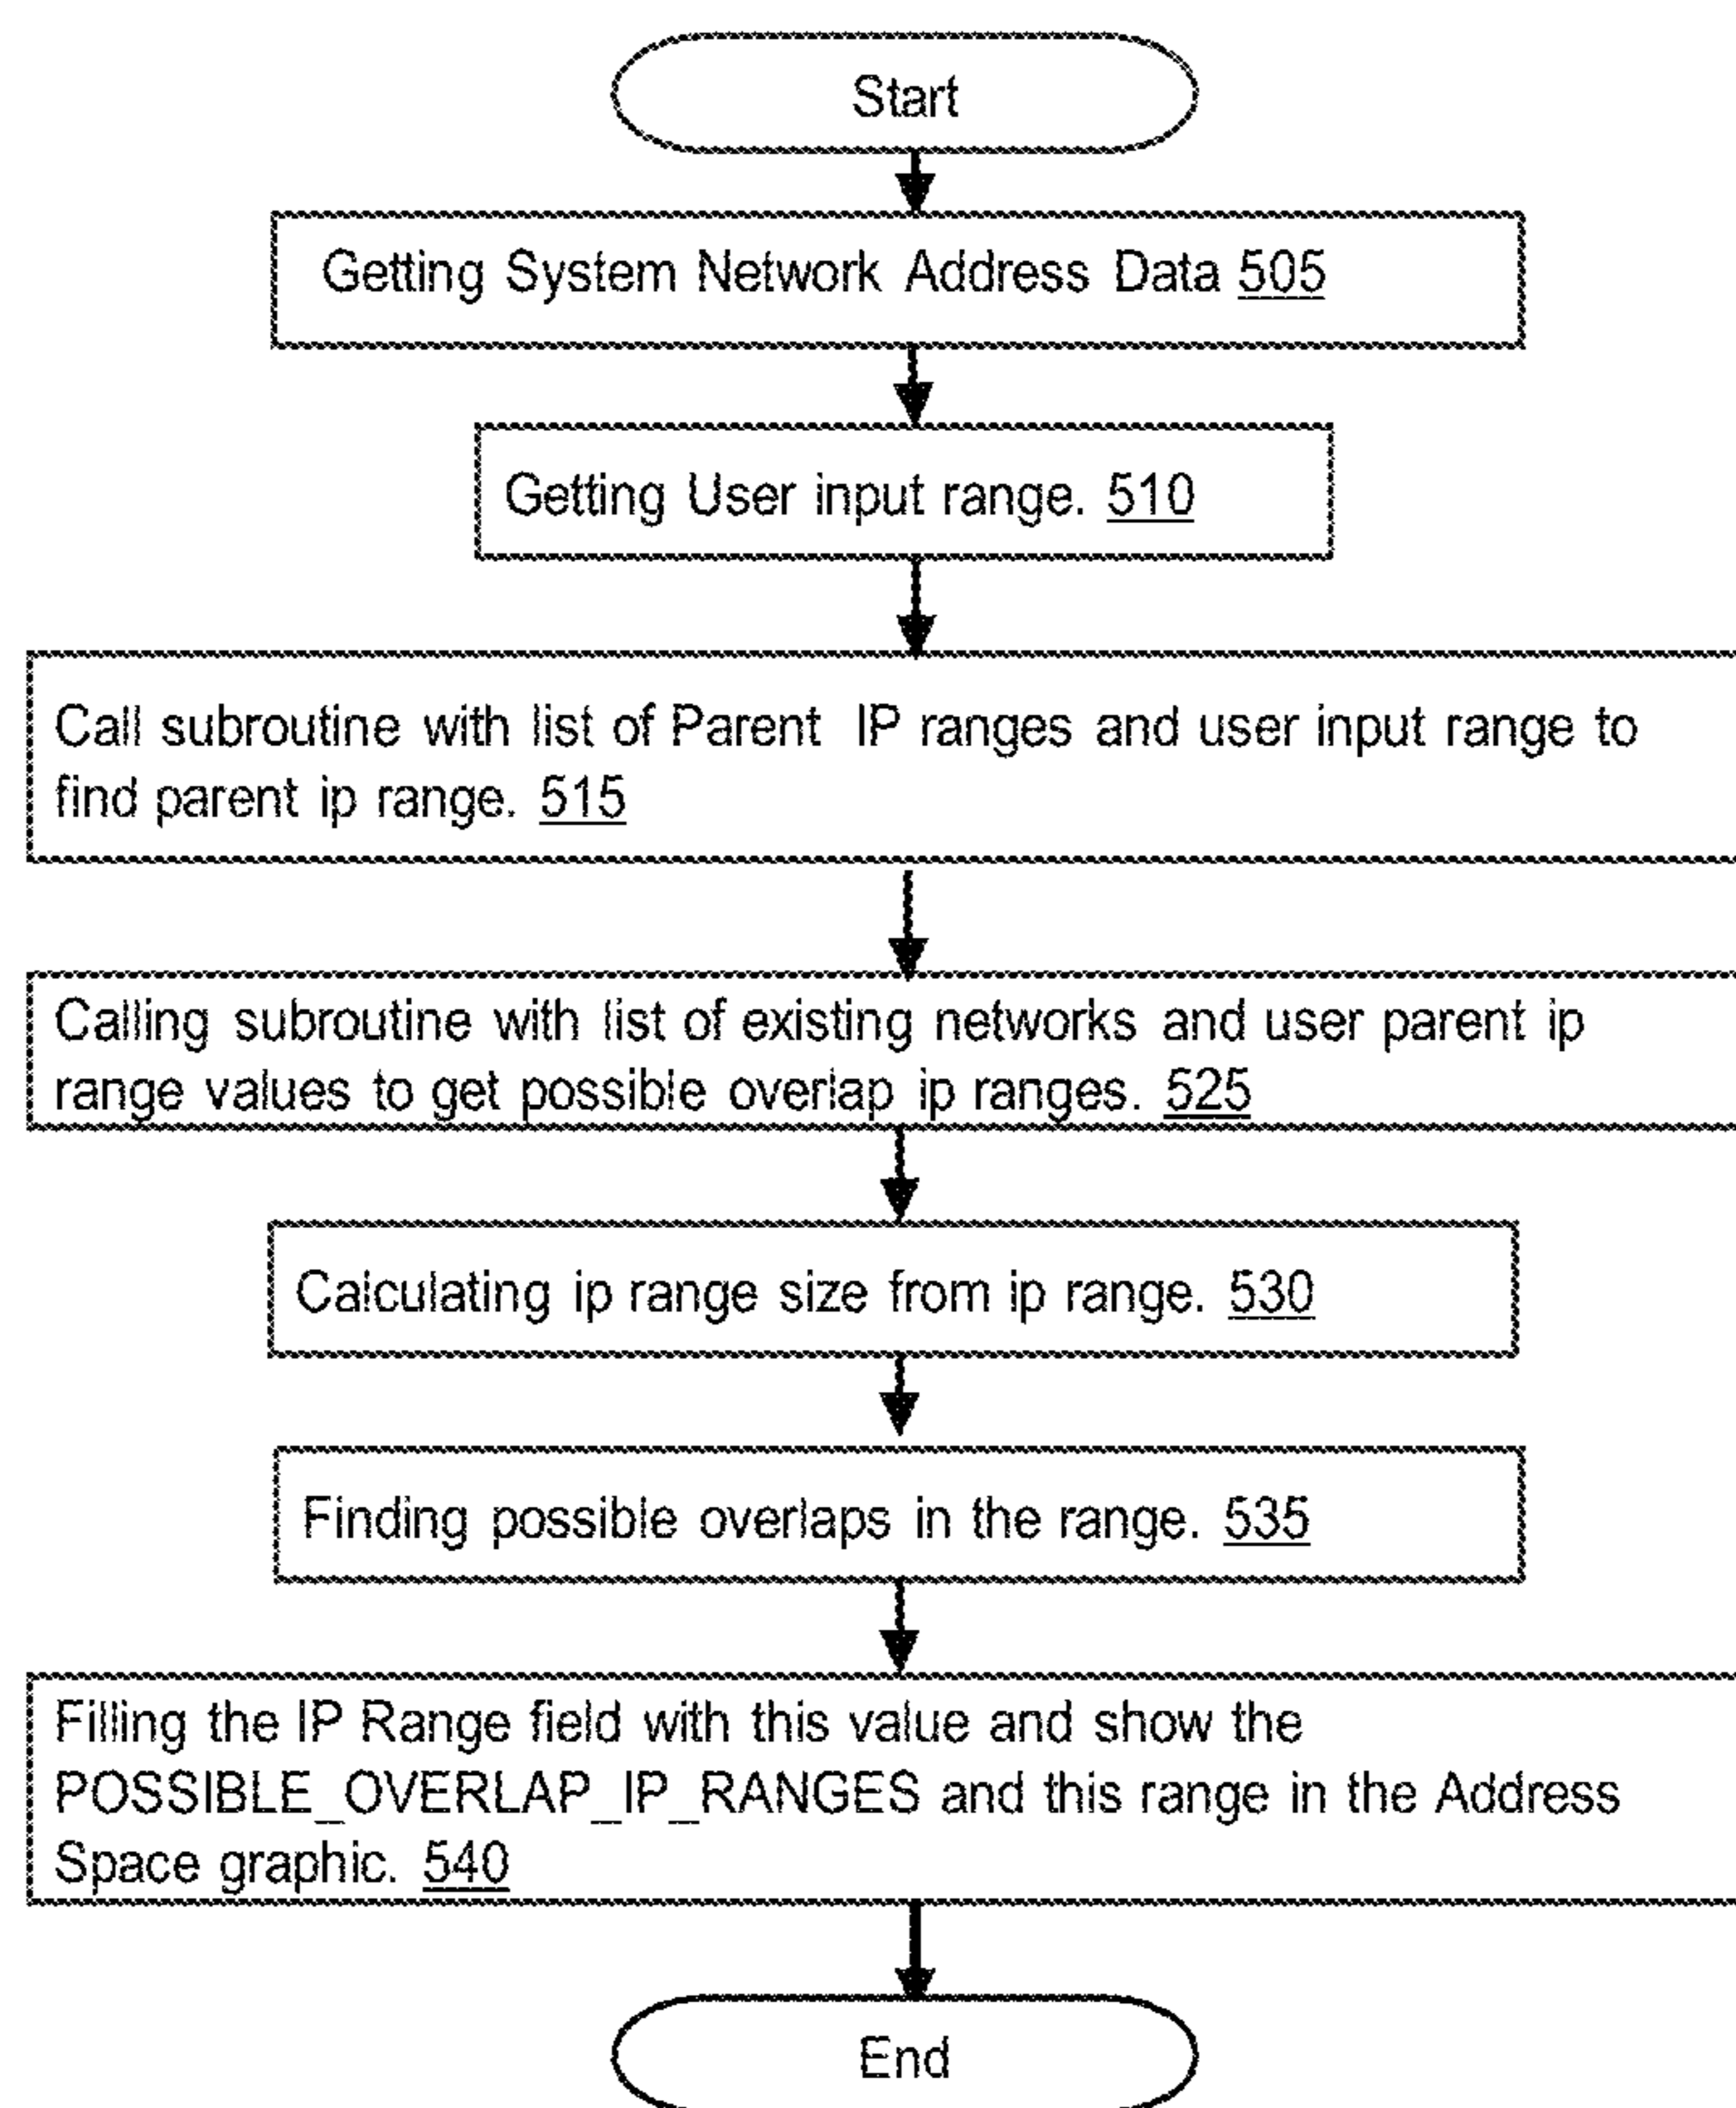 Start
Getting System Network Address Data 505
Getting User input range. 510
Call subroutine with list of Parent IP ranges and user input range to
find parent ip range. 515
Calling subroutine with list of existing networks and user parent ip
range values to get possible overlap ip ranges. 525
Calculating ip range size from ip range. 530
Finding possible overlaps in the range. 535
Filling the IP Range field with this value and show the
POSSIBLE_OVERLAP_IP_RANGES and this range in the Address
Space graphic. 540
End